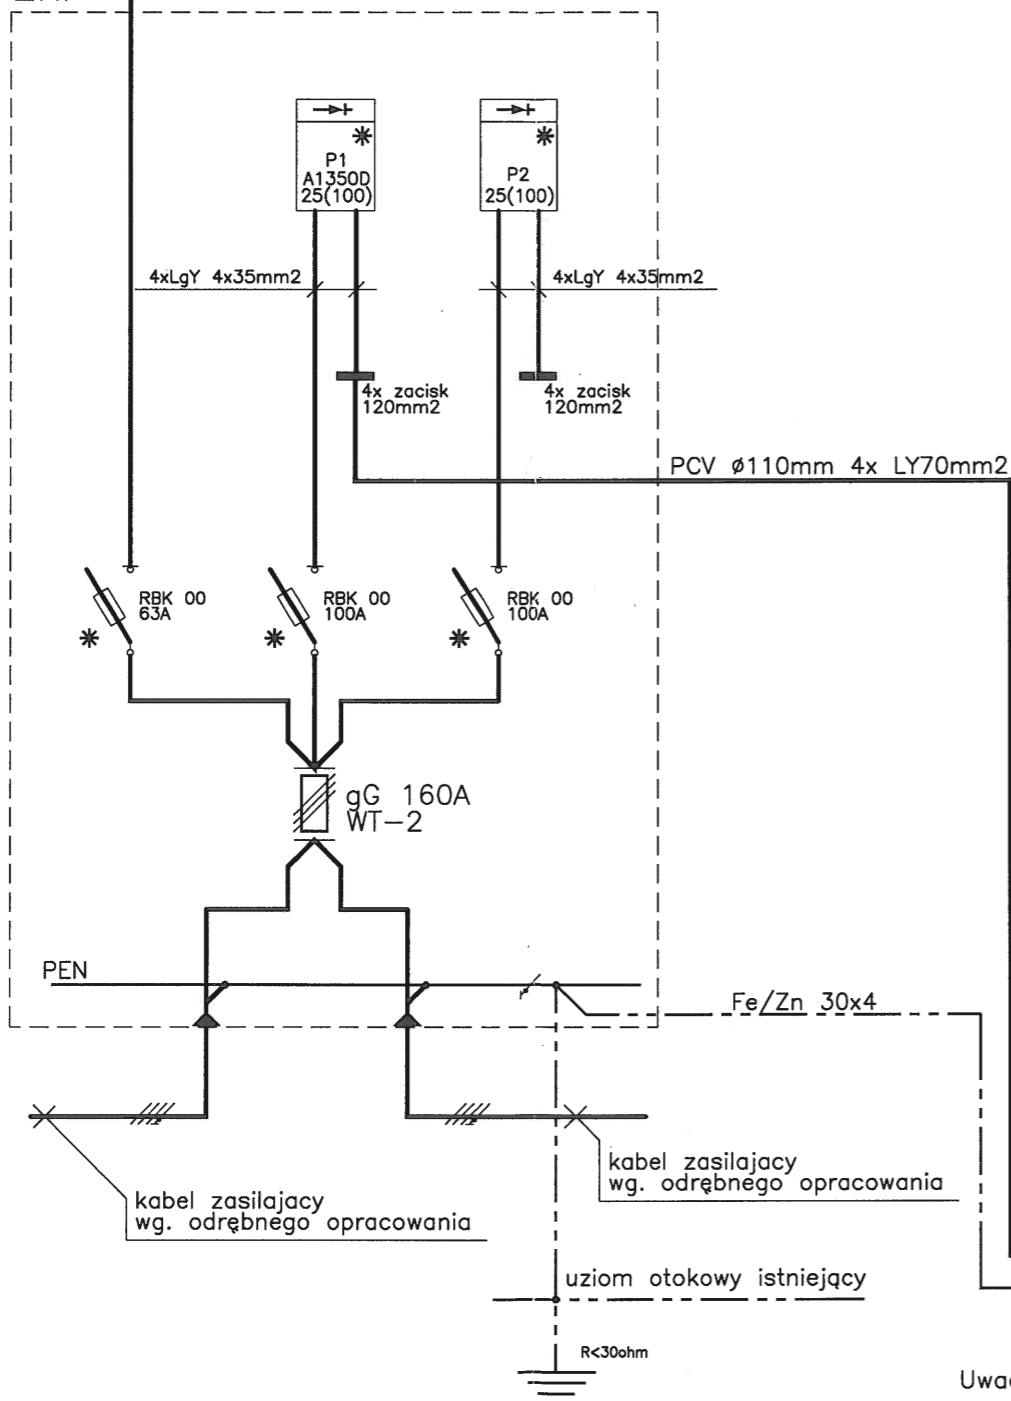 P1
A1350D
25(100)
P2
25(100)
4xLgY 4x35mm2
4xLgY 4x35mm2
4x zacisk
120mm2
4x zacisk
120mm2
PCV ø110mm 4x LY70mm2
RBK 00
63A
RBK 00
100A
RBK 00
100A
gG 160A
WT-2
PEN
Fe/Zn 30x4
kabel zasilajacy
wg. odrębnego opracowania
kabel zasilajacy
wg. odrębnego opracowania
uziom otokowy istniejący
R<30ohm